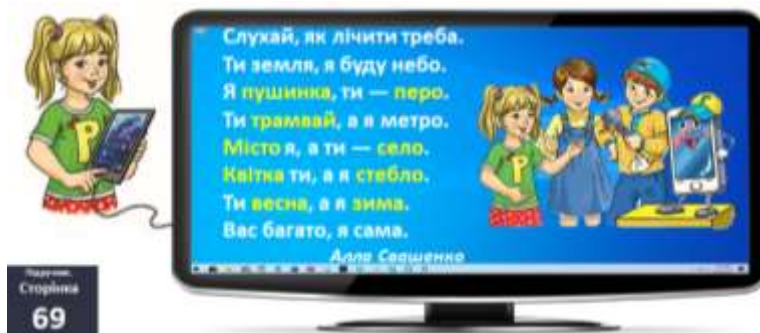 Слухай, як лічити треба.
Ти земля, я буду небо.
Я пушинка, ти — перо.
Ти трамвай, а я метро.
Місто я, а ти — село.
Квітка ти, а я стебло.
Ти весна, а я зима.
Вас багато, я сама.
Алла Свашенко
Р
Р
Підручник.
Сторінка
69